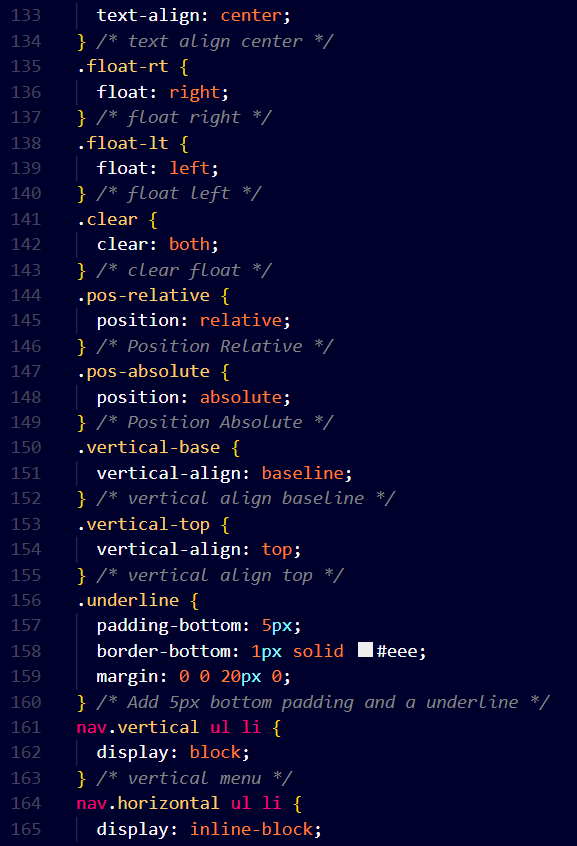 133 text-align: center;
134 } /* text align center */
135 .float-rt {
136 float: right;
137 } /* float right */
138 .float-lt {
139 float: left;
140 } /* float left */
141 .clear {
142 clear: both;
143 } /* clear float */
144 .pos-relative {
145 position: relative;
146 } /* Position Relative */
147 .pos-absolute {
148 position: absolute;
149 } /* Position Absolute */
150 .vertical-base {
151 vertical-align: baseline;
152 } /* vertical align baseline */
153 .vertical-top {
154 vertical-align: top;
155 } /* vertical align top */
156 .underline {
157 padding-bottom: 5px;
158 border-bottom: 1px solid #eee;
159 margin: 0 0 20px 0;
160 } /* Add 5px bottom padding and a underline */
161 nav.vertical ul li {
162 display: block;
163 } /* vertical menu */
164 nav.horizontal ul li {
165 display: inline-block;